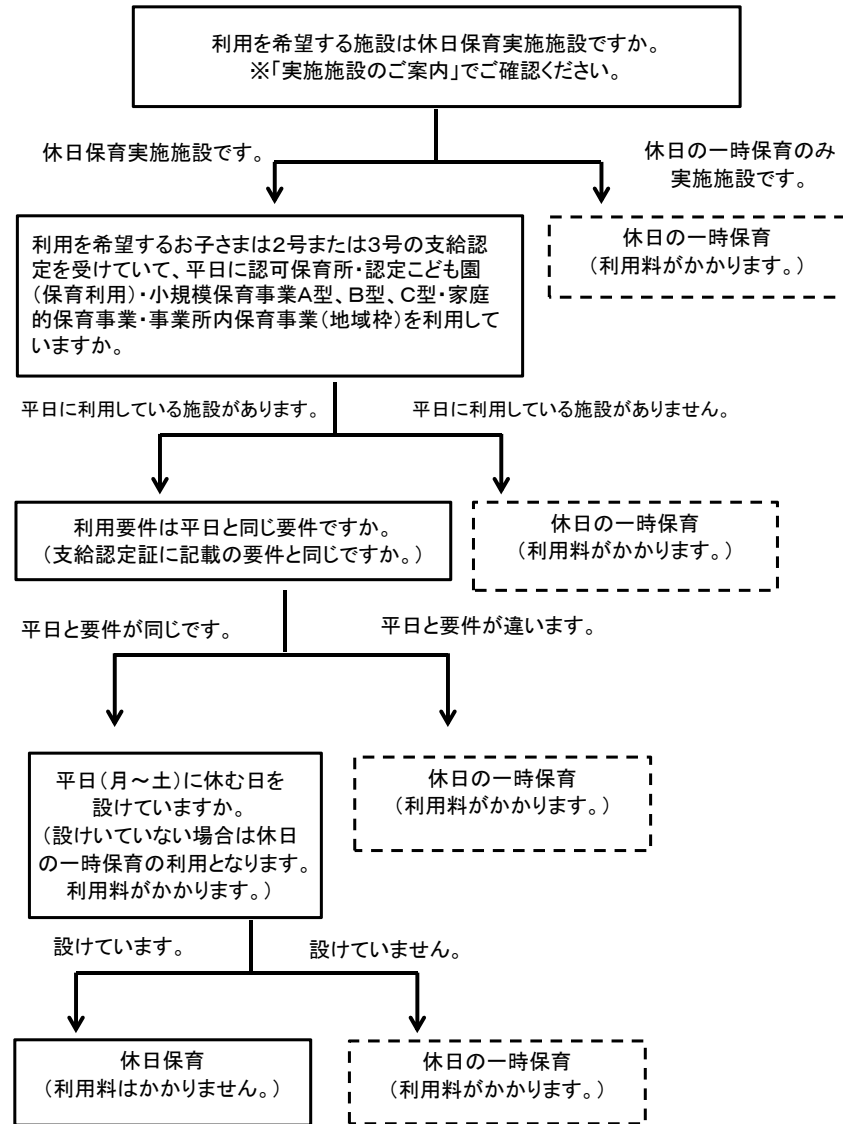 利用を希望する施設は休日保育実施施設ですか。
※「実施施設のご案内」でご確認ください。
休日保育実施施設です。
休日の一時保育のみ
実施施設です。
利用を希望するお子さまは２号または３号の支給認
定を受けていて、平日に認可保育所・認定こども園
（保育利用）・小規模保育事業Ａ型、Ｂ型、Ｃ型・家庭
的保育事業・事業所内保育事業（地域枠）を利用して
いますか。
休日の一時保育
（利用料がかかります。）
平日に利用している施設があります。
平日に利用している施設がありません。
利用要件は平日と同じ要件ですか。
（支給認定証に記載の要件と同じですか。）
休日の一時保育
（利用料がかかります。）
平日と要件が同じです。
平日と要件が違います。
平日（月～土）に休む日を
設けていますか。
（設けいていない場合は休日
の一時保育の利用となります。
利用料がかかります。）
休日の一時保育
（利用料がかかります。）
設けています。
設けていません。
休日保育
（利用料はかかりません。）
休日の一時保育
（利用料がかかります。）